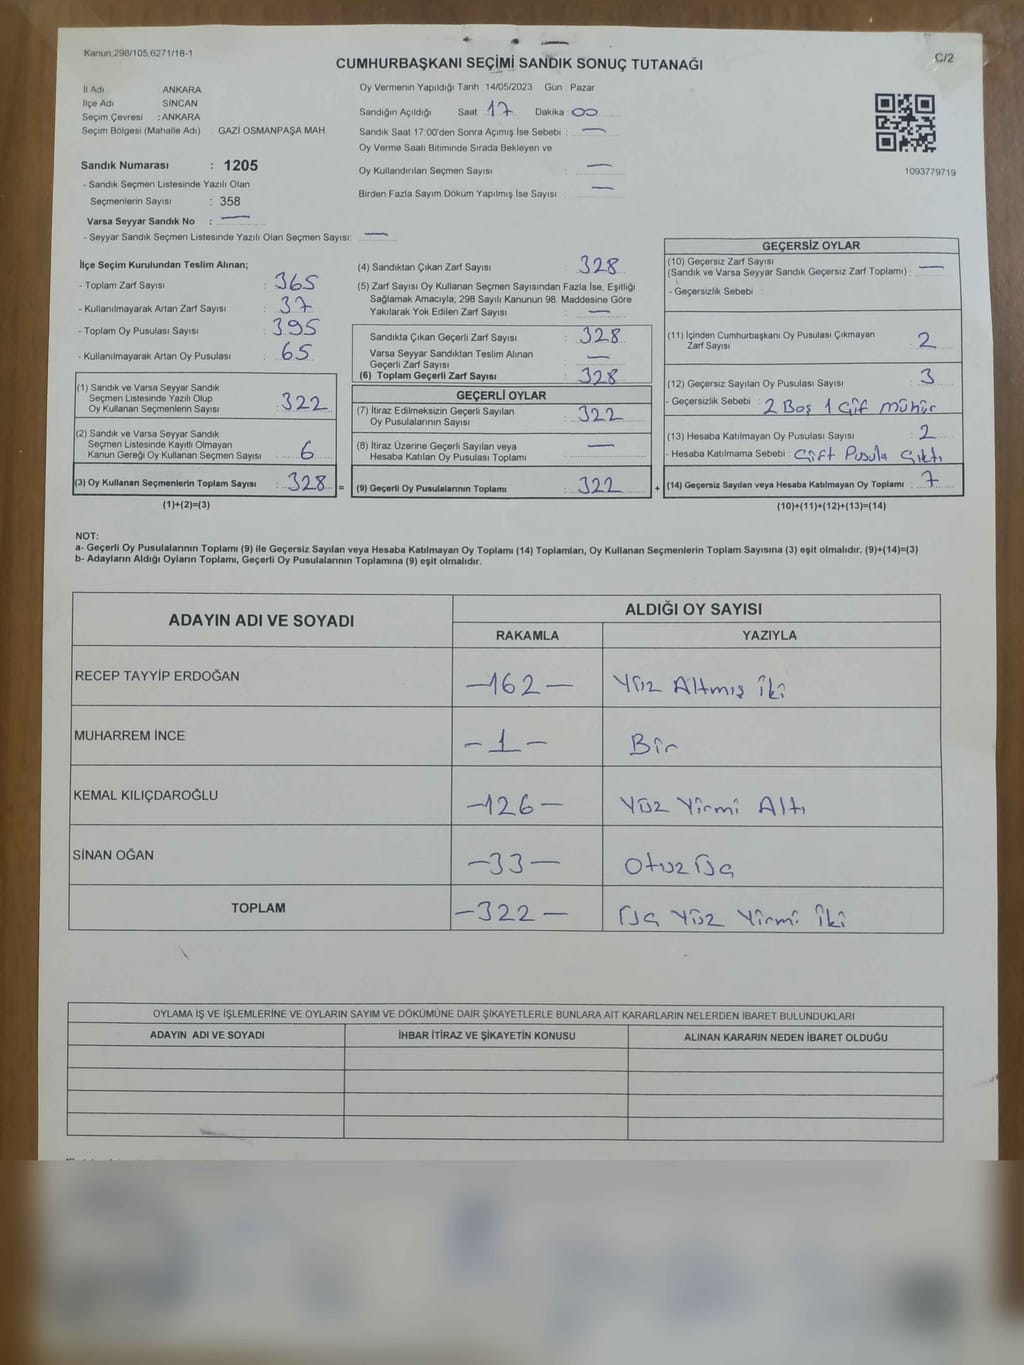 Kanun.298/105,6271/18-1
C/2
CUMHURBAŞKANI SEÇİMİ SANDIK SONUÇ TUTANAĞI
İl Adı ANKARA
İlçe Adı SİNCAN
Seçim Çevresi : ANKARA
Seçim Bölgesi (Mahalle Adı) : GAZİ OSMANPAŞA MAH
Sandık Numarası : 1205
- Sandık Seçmen Listesinde Yazılı Olan
Seçmenlerin Sayısı : 358
Varsa Seyyar Sandık No : —
- Seyyar Sandık Seçmen Listesinde Yazılı Olan Seçmen Sayısı: —
Oy Vermenin Yapıldığı Tarih 14/05/2023 Gün : Pazar
Sandığın Açıldığı Saat 17 Dakika 00
Sandık Saat 17:00'den Sonra Açımış İse Sebebi : —
Oy Verme Saati Bitiminde Sırada Bekleyen ve
Oy Kullandırılan Seçmen Sayısı : —
Birden Fazla Sayım Döküm Yapılmış İse Sayısı : —
1093779719
İlçe Seçim Kurulundan Teslim Alınan;
- Toplam Zarf Sayısı : 365
- Kullanılmayarak Artan Zarf Sayısı : 37
- Toplam Oy Pusulası Sayısı : 395
- Kullanılmayarak Artan Oy Pusulası : 65
(1) Sandık ve Varsa Seyyar Sandık
Seçmen Listesinde Yazılı Olup
Oy Kullanan Seçmenlerin Sayısı : 322
(2) Sandık ve Varsa Seyyar Sandık
Seçmen Listesinde Kayıtlı Olmayan
Kanun Gereği Oy Kullanan Seçmen Sayısı : 6
(3) Oy Kullanan Seçmenlerin Toplam Sayısı : 328 =
(1)+(2)=(3)
(4) Sandıktan Çıkan Zarf Sayısı : 328
(5) Zarf Sayısı Oy Kullanan Seçmen Sayısından Fazla İse, Eşitliği
Sağlamak Amacıyla; 298 Sayılı Kanunun 98. Maddesine Göre
Yakılarak Yok Edilen Zarf Sayısı : —
Sandıkta Çıkan Geçerli Zarf Sayısı : 328
Varsa Seyyar Sandıktan Teslim Alınan
Geçerli Zarf Sayısı : —
(6) Toplam Geçerli Zarf Sayısı : 328
GEÇERLİ OYLAR
(7) İtiraz Edilmeksizin Geçerli Sayılan
Oy Pusulalarının Sayısı : 322
(8) İtiraz Üzerine Geçerli Sayılan veya
Hesaba Katılan Oy Pusulası Toplamı : —
(9) Geçerli Oy Pusulalarının Toplamı : 322 +
GEÇERSİZ OYLAR
(10) Geçersiz Zarf Sayısı
(Sandık ve Varsa Seyyar Sandık Geçersiz Zarf Toplamı) : —
- Geçersizlik Sebebi :
(11) İçinden Cumhurbaşkanı Oy Pusulası Çıkmayan
Zarf Sayısı : 2
(12) Geçersiz Sayılan Oy Pusulası Sayısı : 3
- Geçersizlik Sebebi : 2 Boş 1 Çif mühür
(13) Hesaba Katılmayan Oy Pusulası Sayısı : 2
- Hesaba Katılmama Sebebi : Çift Pusula Çıktı
(14) Geçersiz Sayılan veya Hesaba Katılmayan Oy Toplamı : 7
(10)+(11)+(12)+(13)=(14)
NOT:
a- Geçerli Oy Pusulalarının Toplamı (9) ile Geçersiz Sayılan veya Hesaba Katılmayan Oy Toplamı (14) Toplamları, Oy Kullanan Seçmenlerin Toplam Sayısına (3) eşit olmalıdır. (9)+(14)=(3)
b- Adayların Aldığı Oyların Toplamı, Geçerli Oy Pusulalarının Toplamına (9) eşit olmalıdır.
ADAYIN ADI VE SOYADI
ALDIĞI OY SAYISI
RAKAMLA YAZIYLA
RECEP TAYYİP ERDOĞAN —162— Yüz Altmış İki
MUHARREM İNCE —1— Bir
KEMAL KILIÇDAROĞLU —126— Yüz Yirmi Altı
SİNAN OĞAN —33— Otuz Üç
TOPLAM —322— Üç Yüz Yirmi İki
OYLAMA İŞ VE İŞLEMLERİNE VE OYLARIN SAYIM VE DÖKÜMÜNE DAİR ŞİKAYETLERLE BUNLARA AİT KARARLARIN NELERDEN İBARET BULUNDUKLARI
ADAYIN ADI VE SOYADI İHBAR İTİRAZ VE ŞİKAYETİN KONUSU ALINAN KARARIN NEDEN İBARET OLDUĞU